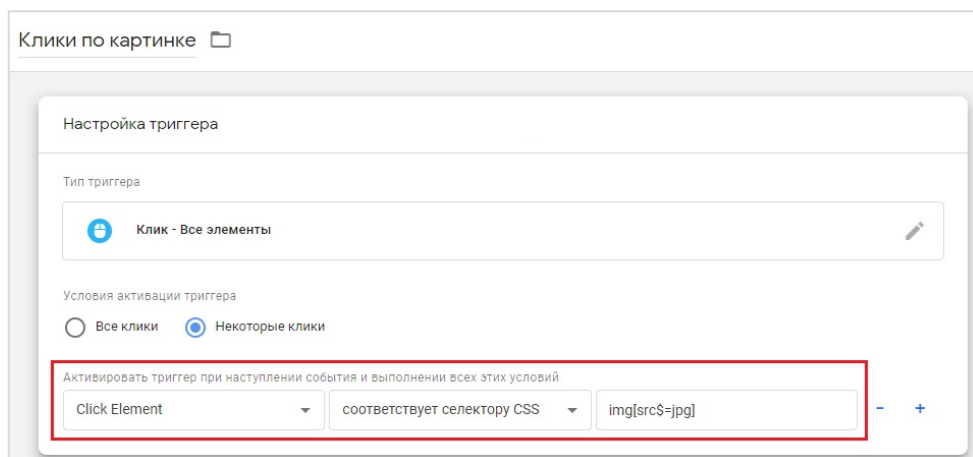 Клики по картинке
Настройка триггера
Тип триггера
Клик - Все элементы
Условия активации триггера
Все клики Некоторые клики
Активировать триггер при наступлении события и выполнении всех этих условий
Click Element соответствует селектору CSS img[src$=jpg] - +